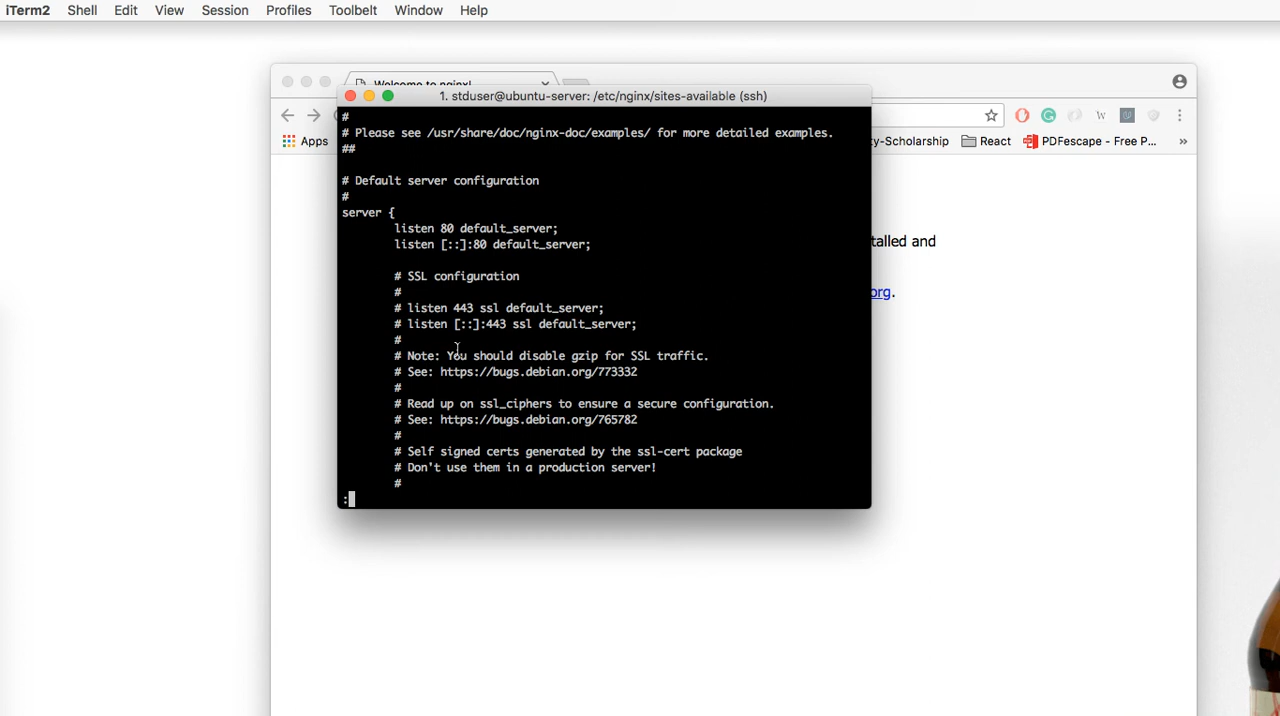 iTerm2 Shell Edit View Session Profiles Toolbelt Window Help
Welcome to nginx!
1. stduser@ubuntu-server: /etc/nginx/sites-available (ssh)
Apps
ky-Scholarship React PDFescape - Free P... »
#
# Please see /usr/share/doc/nginx-doc/examples/ for more detailed examples.
##
# Default server configuration
#
server {
listen 80 default_server;
listen [::]:80 default_server;
# SSL configuration
#
# listen 443 ssl default_server;
# listen [::]:443 ssl default_server;
#
# Note: You should disable gzip for SSL traffic.
# See: https://bugs.debian.org/773332
#
# Read up on ssl_ciphers to ensure a secure configuration.
# See: https://bugs.debian.org/765782
#
# Self signed certs generated by the ssl-cert package
# Don't use them in a production server!
#
:
talled and
org.